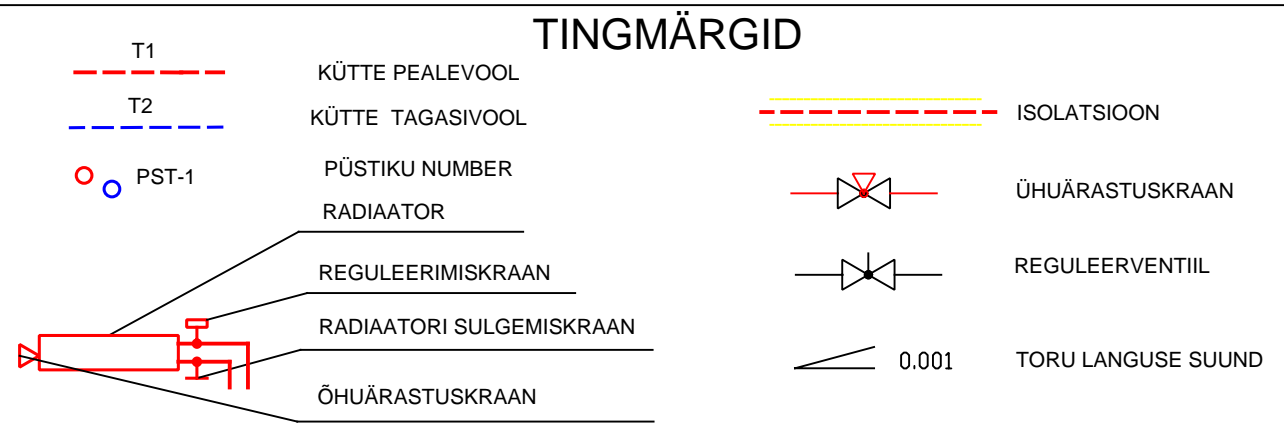 TINGMÄRGID
T1
KÜTTE PEALEVOOL
T2
KÜTTE TAGASIVOOL
PST-1
PÜSTIKU NUMBER
RADIAATOR
REGULEERIMISKRAAN
RADIAATORI SULGEMISKRAAN
ÕHUÄRASTUSKRAAN
ISOLATSIOON
ÜHUÄRASTUSKRAAN
REGULEERVENTIIL
0.001 TORU LANGUSE SUUND